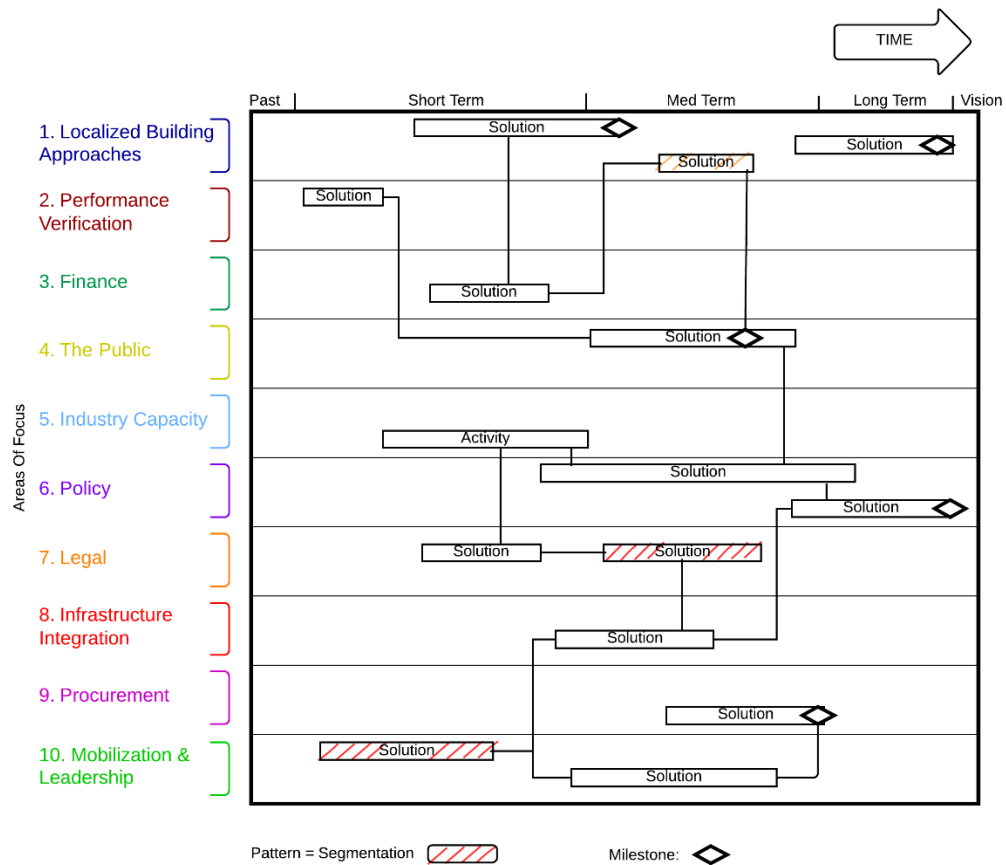 TIME
Past
Short Term
Med Term
Long Term
Vision
Areas Of Focus
1. Localized Building
Approaches
Solution
Solution
Solution
2. Performance
Verification
Solution
3. Finance
Solution
4. The Public
Solution
5. Industry Capacity
Activity
6. Policy
Solution
Solution
7. Legal
Solution
Solution
8. Infrastructure
Integration
Solution
9. Procurement
Solution
10. Mobilization &
Leadership
Solution
Solution
Pattern = Segmentation
Milestone: